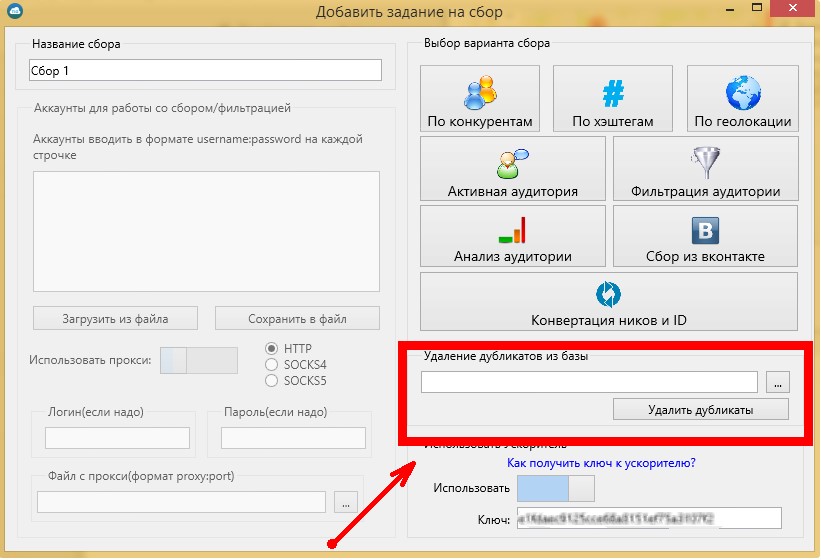 Добавить задание на сбор
Название сбора
Сбор 1
Аккаунты для работы со сбором/фильтрацией
Аккаунты вводить в формате username:password на каждой
строчке
Загрузить из файла
Сохранить в файл
Использовать прокси:
HTTP
SOCKS4
SOCKS5
Логин(если надо)
Пароль(если надо)
Файл с прокси(формат proxy:port)
...
Выбор варианта сбора
По конкурентам
#
По хэштегам
По геолокации
Активная аудитория
Фильтрация аудитории
Анализ аудитории
B
Сбор из вконтакте
Конвертация ников и ID
Удаление дубликатов из базы
...
Удалить дубликаты
Использовать Ускоритель
Как получить ключ к ускорителю?
Использовать
Ключ: